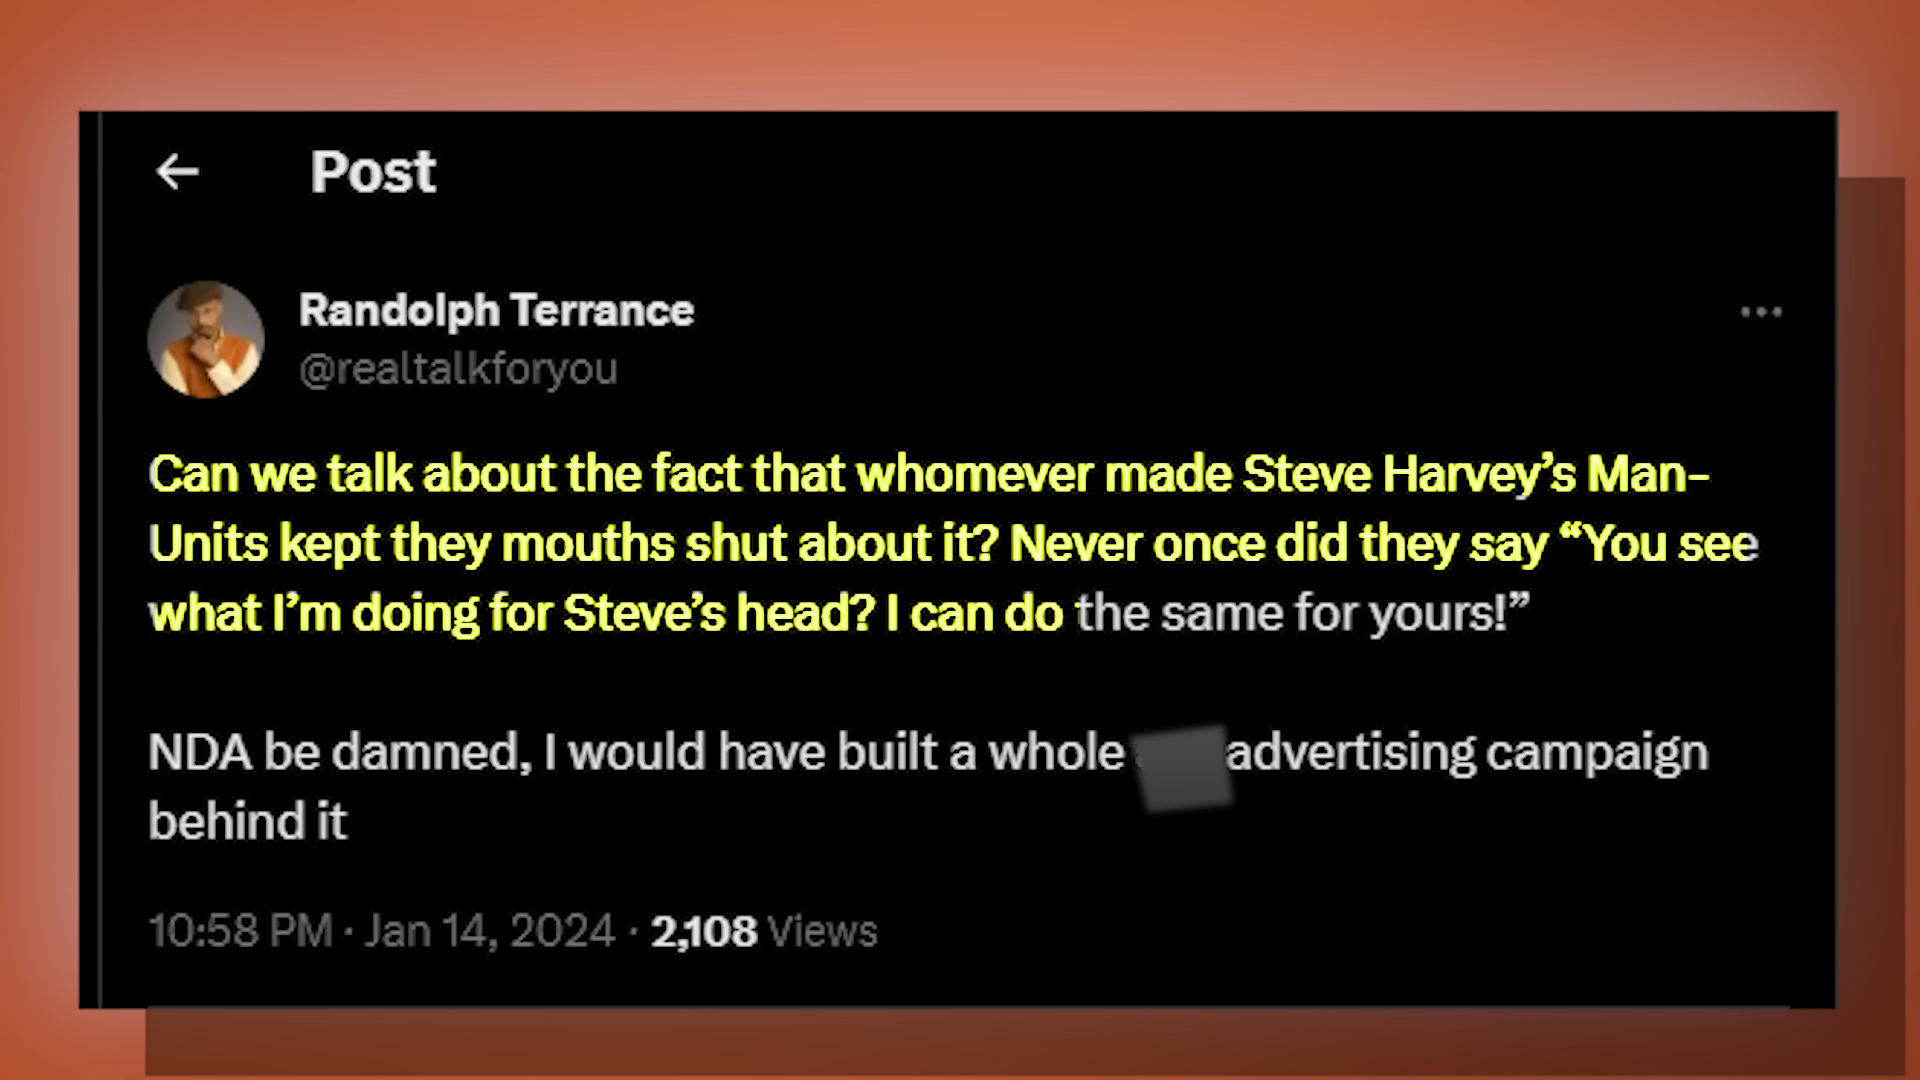 Post
Randolph Terrance
@realtalkforyou
Can we talk about the fact that whomever made Steve Harvey’s Man-
Units kept they mouths shut about it? Never once did they say “You see
what I’m doing for Steve’s head? I can do the same for yours!”
NDA be damned, I would have built a whole advertising campaign
behind it
10:58 PM · Jan 14, 2024 · 2,108 Views